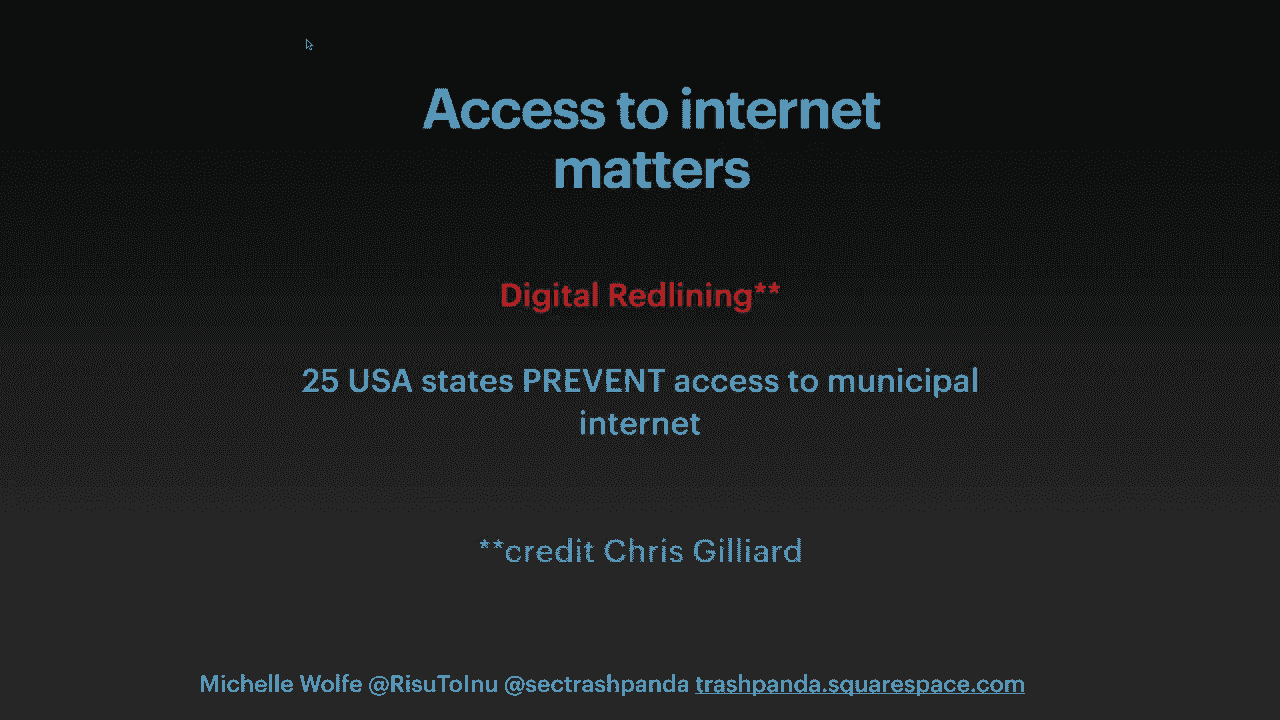 Access to internet
matters
Digital Redlining**
25 USA states PREVENT access to municipal
internet
**credit Chris Gilliard
Michelle Wolfe @RisuToInu @sectrashpanda trashpanda.squarespace.com